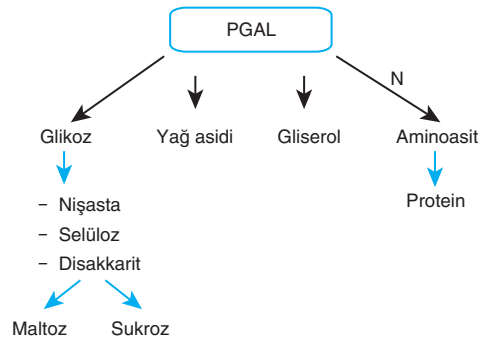 PGAL
N
Glikoz Yağ asidi Gliserol Aminoasit
Protein
– Nişasta
– Selüloz
– Disakkarit
Maltoz Sukroz